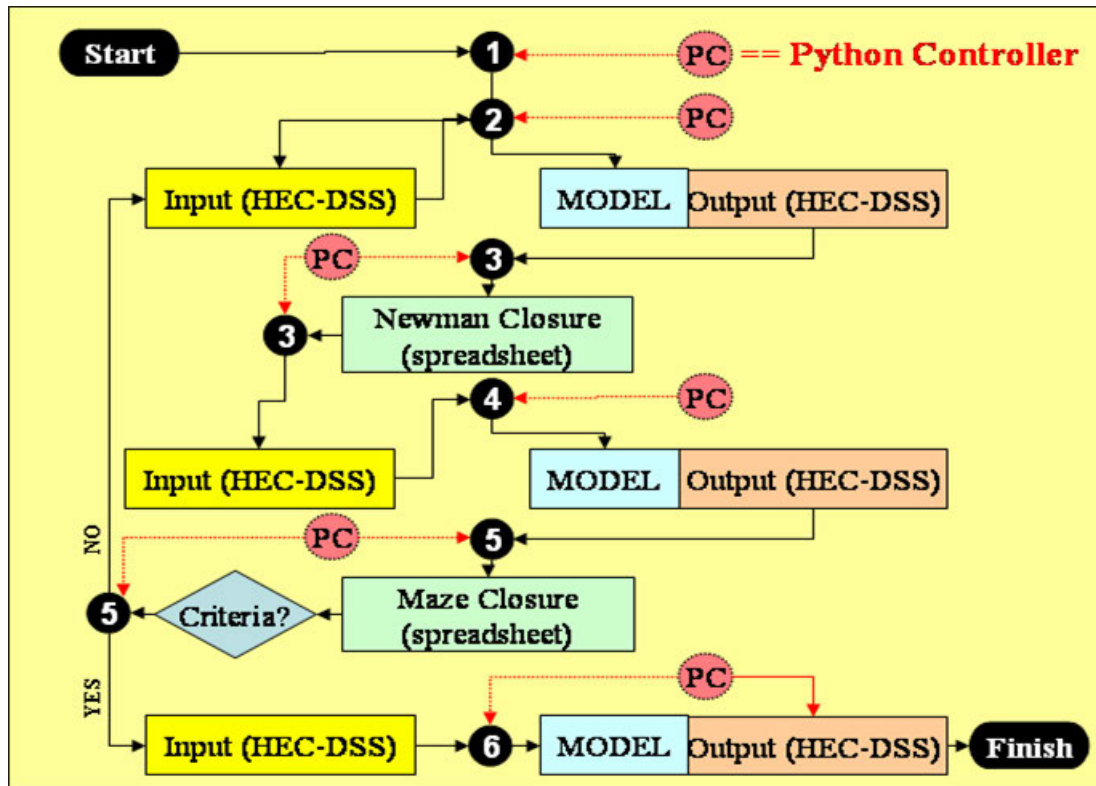 Start
1
PC == Python Controller
2
PC
Input (HEC-DSS)
MODEL
Output (HEC-DSS)
PC
3
3
Newman Closure
(spreadsheet)
4
PC
Input (HEC-DSS)
MODEL
Output (HEC-DSS)
NO
PC
5
5
Criteria?
Maze Closure
(spreadsheet)
YES
PC
Input (HEC-DSS)
6
MODEL
Output (HEC-DSS)
Finish